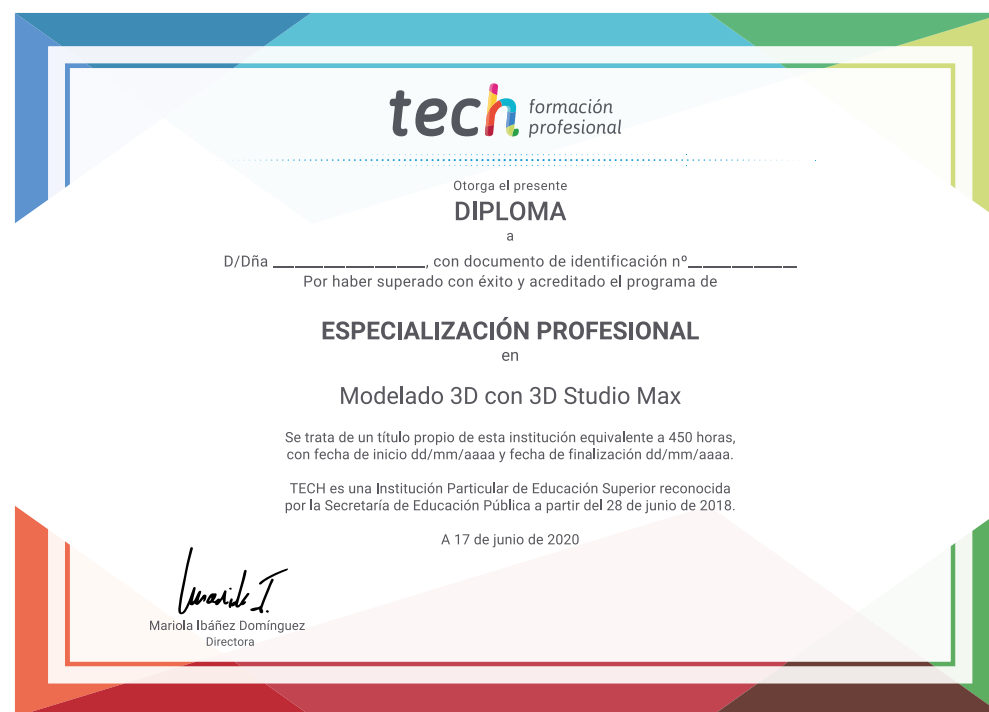 tech formación
profesional
Otorga el presente
DIPLOMA
a
D/Dña ____________________, con documento de identificación nº______________
Por haber superado con éxito y acreditado el programa de
ESPECIALIZACIÓN PROFESIONAL
en
Modelado 3D con 3D Studio Max
Se trata de un título propio de esta institución equivalente a 450 horas,
con fecha de inicio dd/mm/aaaa y fecha de finalización dd/mm/aaaa.
TECH es una Institución Particular de Educación Superior reconocida
por la Secretaría de Educación Pública a partir del 28 de junio de 2018.
A 17 de junio de 2020
Mariola I.
Mariola Ibáñez Domínguez
Directora